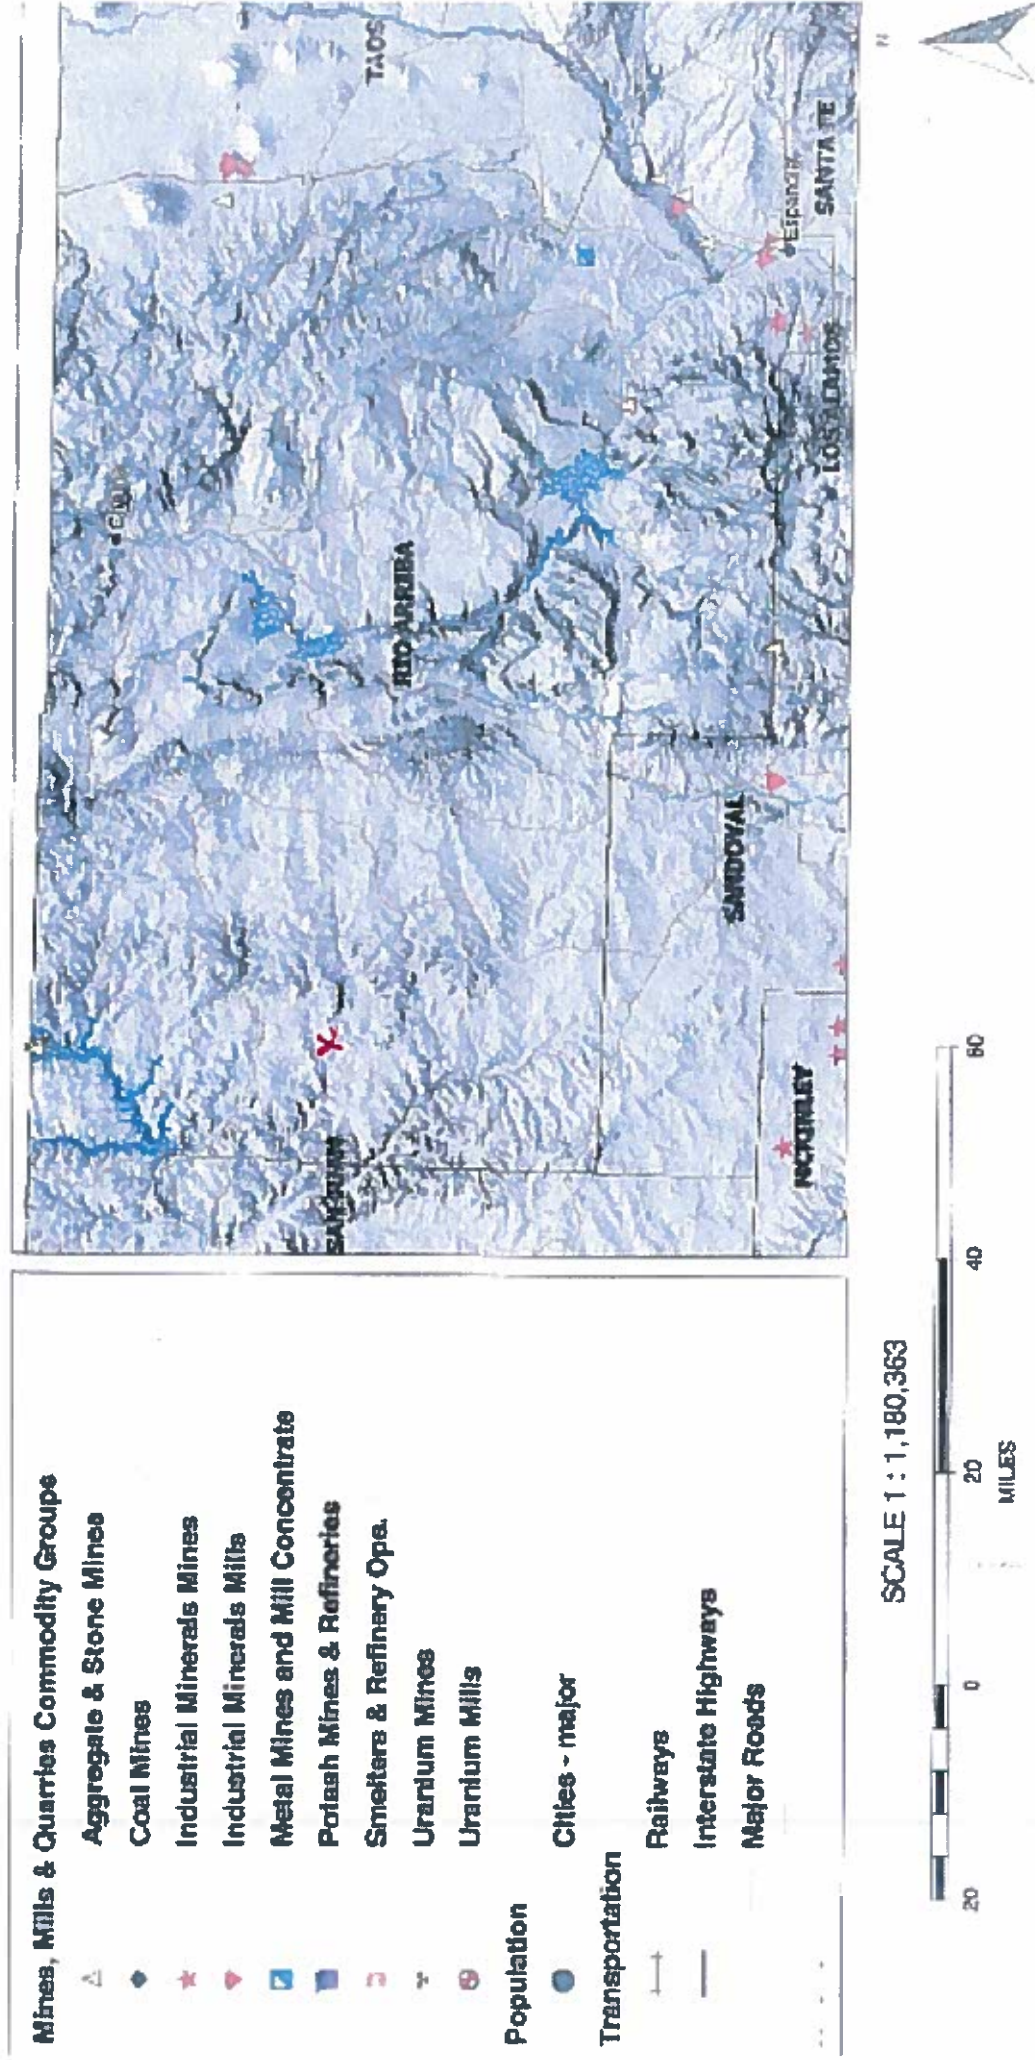 Mines, Mills & Quarries Commodity Groups
Aggregate & Stone Mines
Coal Mines
Industrial Minerals Mines
Industrial Minerals Mills
Metal Mines and Mill Concentrate
Potash Mines & Refineries
Smelters & Refinery Ops.
Uranium Mines
Uranium Mills
Population
Cities - major
Transportation
Railways
Interstate Highways
Major Roads
SAN JUAN
RIO ARRIBA
TAOS
SANDOVAL
MCKINLEY
LOS ALAMOS
Espanola
SANTA FE
X
SCALE 1 : 1,180,363
20 0 20 40 60
MILES
N